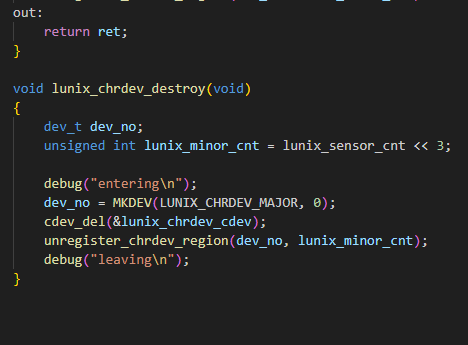 out:
    return ret;
}

void lunix_chrdev_destroy(void)
{
    dev_t dev_no;
    unsigned int lunix_minor_cnt = lunix_sensor_cnt << 3;

    debug("entering\n");
    dev_no = MKDEV(LUNIX_CHRDEV_MAJOR, 0);
    cdev_del(&lunix_chrdev_cdev);
    unregister_chrdev_region(dev_no, lunix_minor_cnt);
    debug("leaving\n");
}